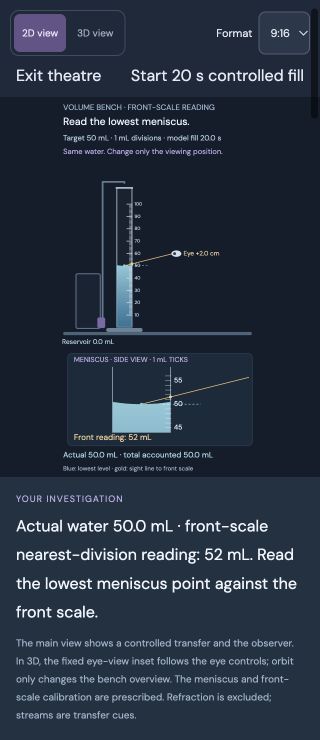 2D view
3D view
Format
9:16
Exit theatre
Start 20 s controlled fill
VOLUME BENCH · FRONT-SCALE READING
Read the lowest meniscus.
Target 50 mL · 1 mL divisions · model fill 20.0 s
Same water. Change only the viewing position.
100
90
80
70
60
50
40
30
20
10
Eye +2.0 cm
Reservoir 0.0 mL
MENISCUS · SIDE VIEW · 1 mL TICKS
55
50
45
Front reading: 52 mL
Actual 50.0 mL · total accounted 50.0 mL
Blue: lowest level · gold: sight line to front scale
YOUR INVESTIGATION
Actual water 50.0 mL · front-scale
nearest-division reading: 52 mL. Read
the lowest meniscus point against the
front scale.
The main view shows a controlled transfer and the observer.
In 3D, the fixed eye-view inset follows the eye controls; orbit
only changes the bench overview. The meniscus and front-
scale calibration are prescribed. Refraction is excluded;
streams are transfer cues.